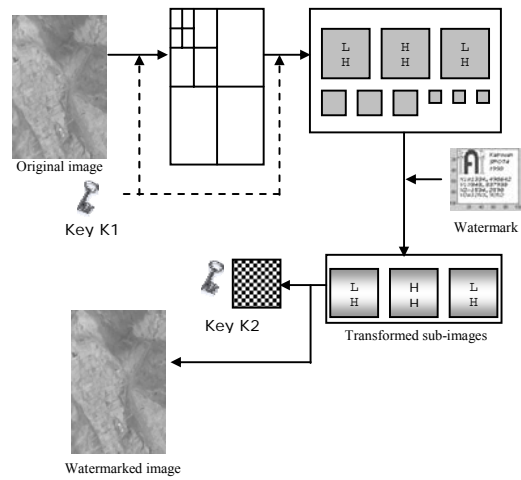 L H
H H
L H
Original image
Key K1
Watermark
L H
H H
L H
Key K2
Transformed sub-images
Watermarked image